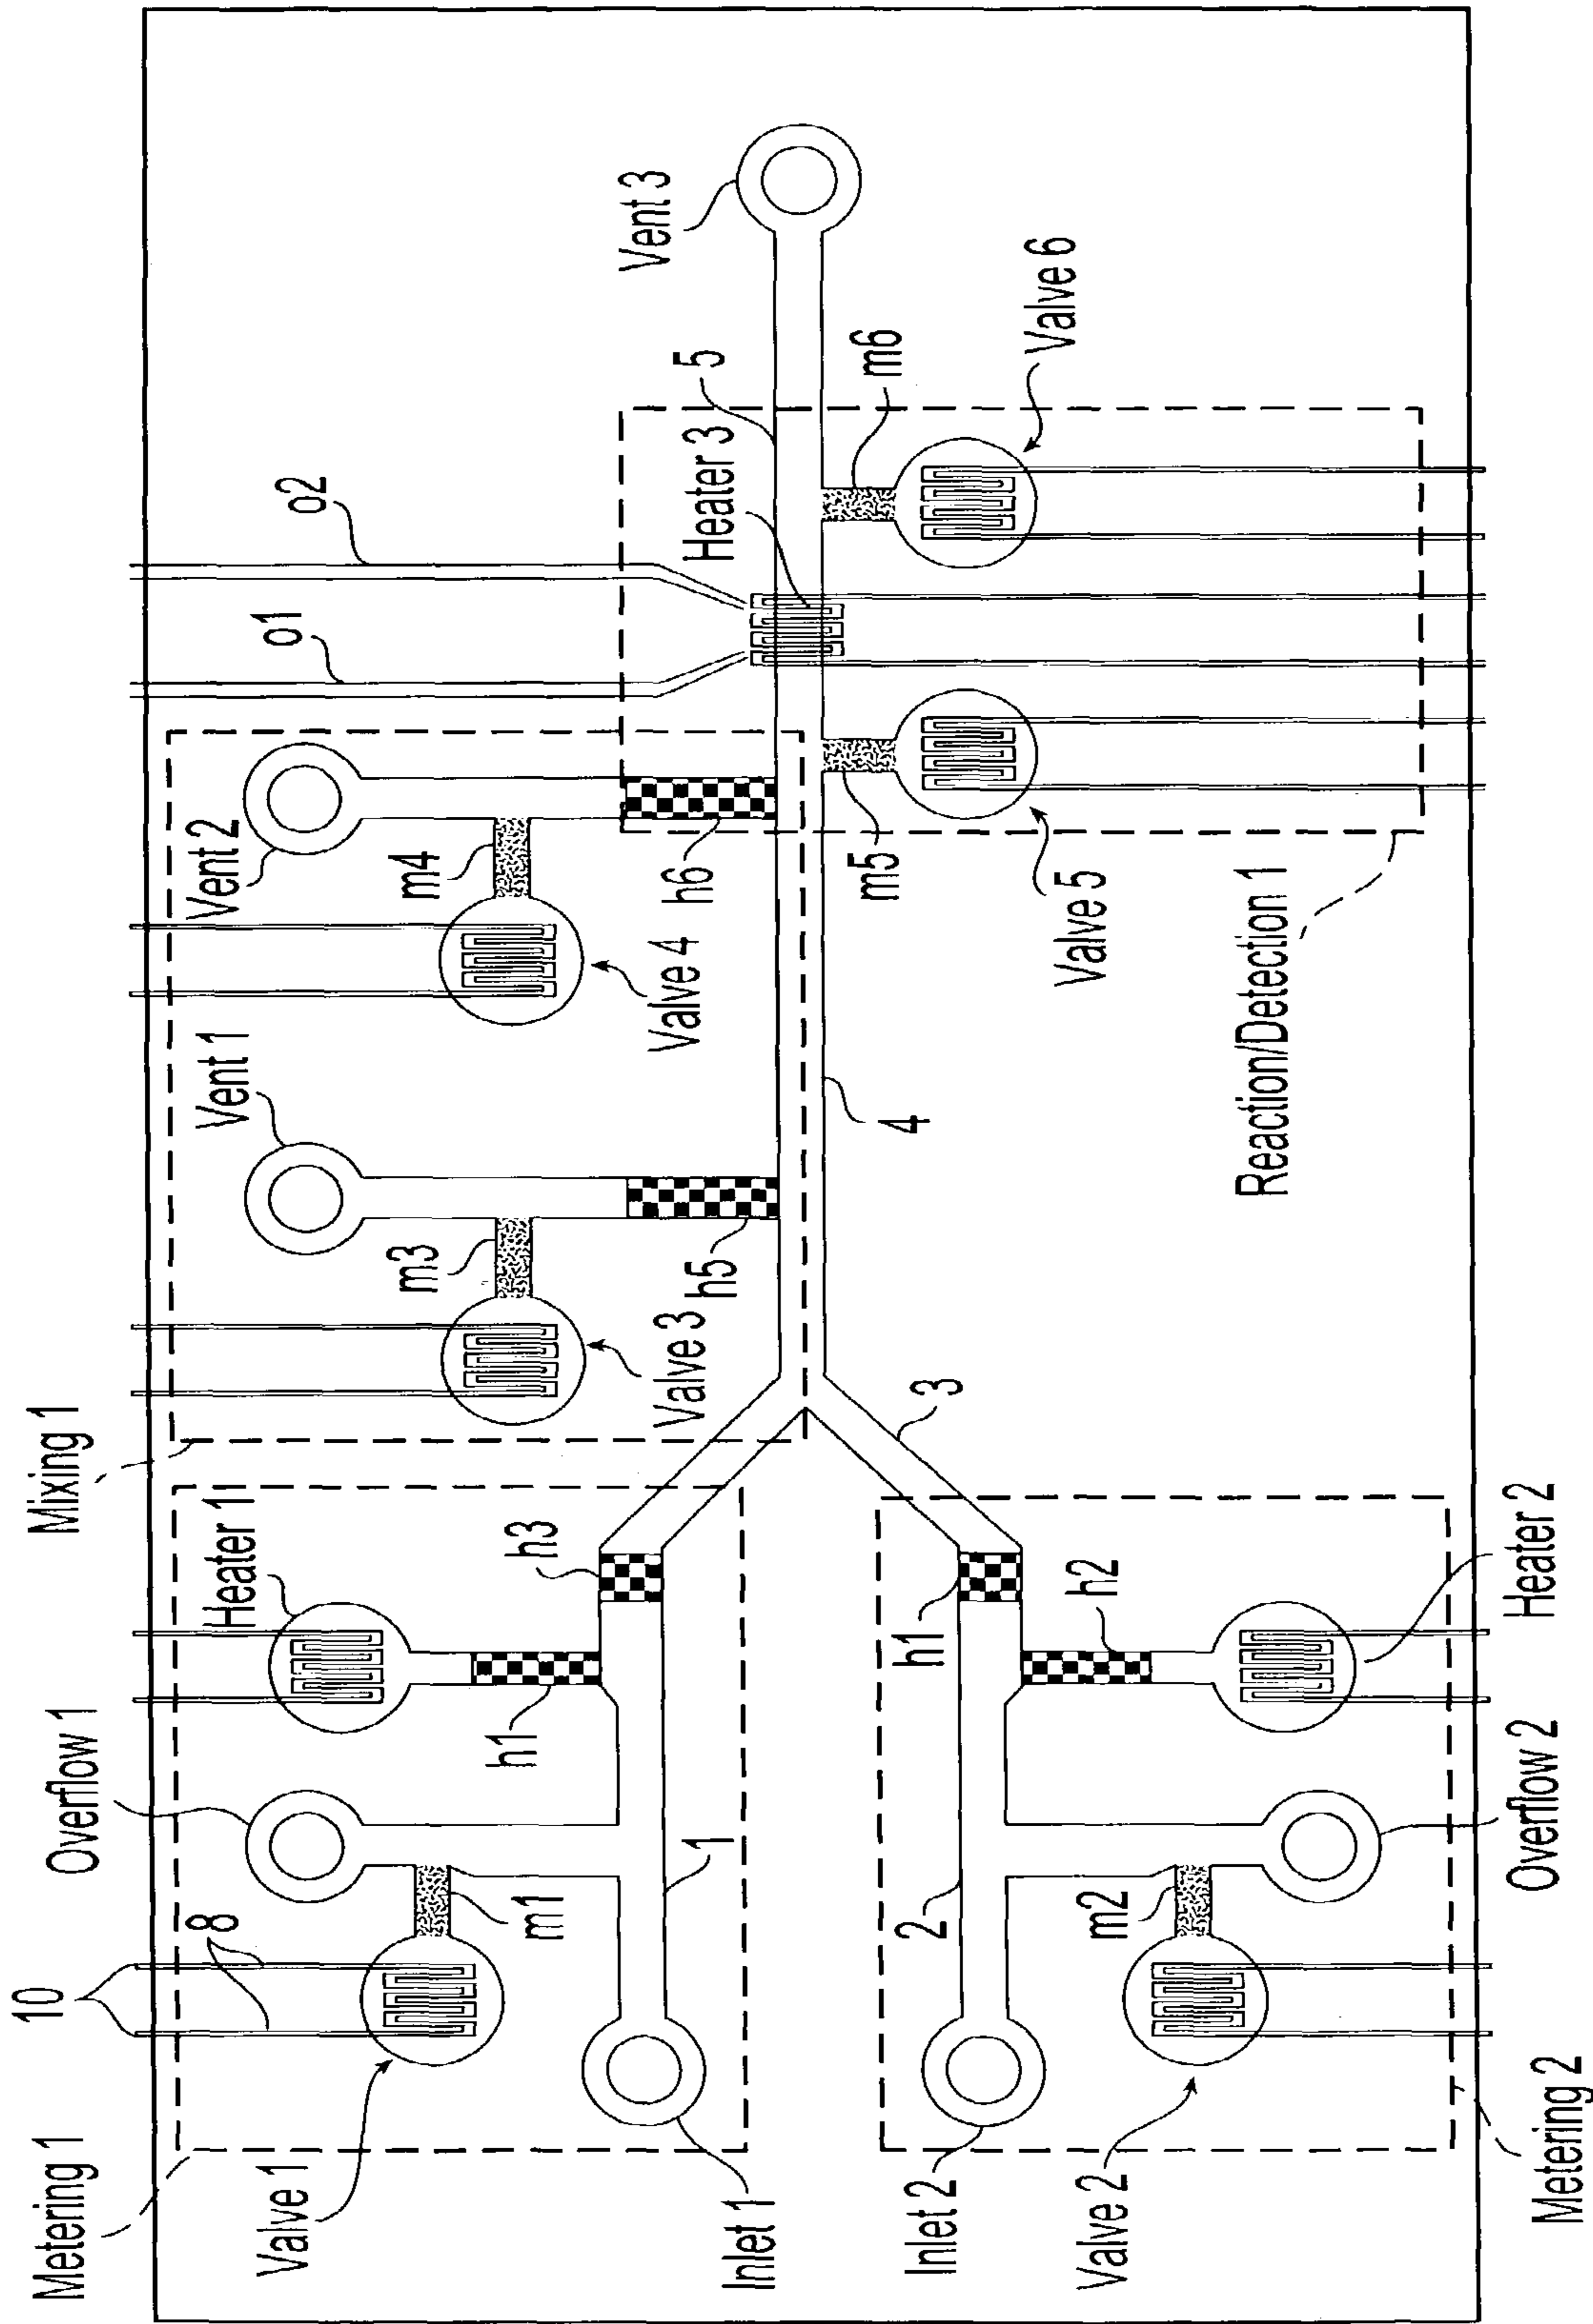 Metering 1
10
8
Overflow 1
Heater 1
Mixing 1
Vent 1
Vent 2
o1
o2
Vent 3
Valve 1
m1
h1
h3
m3
Valve 3
h5
m4
Valve 4
h6
Heater 3
5
Inlet 1
1
3
4
m5
m6
Valve 5
Valve 6
Reaction/Detection 1
Inlet 2
2
h1
h2
m2
Valve 2
Metering 2
Overflow 2
Heater 2